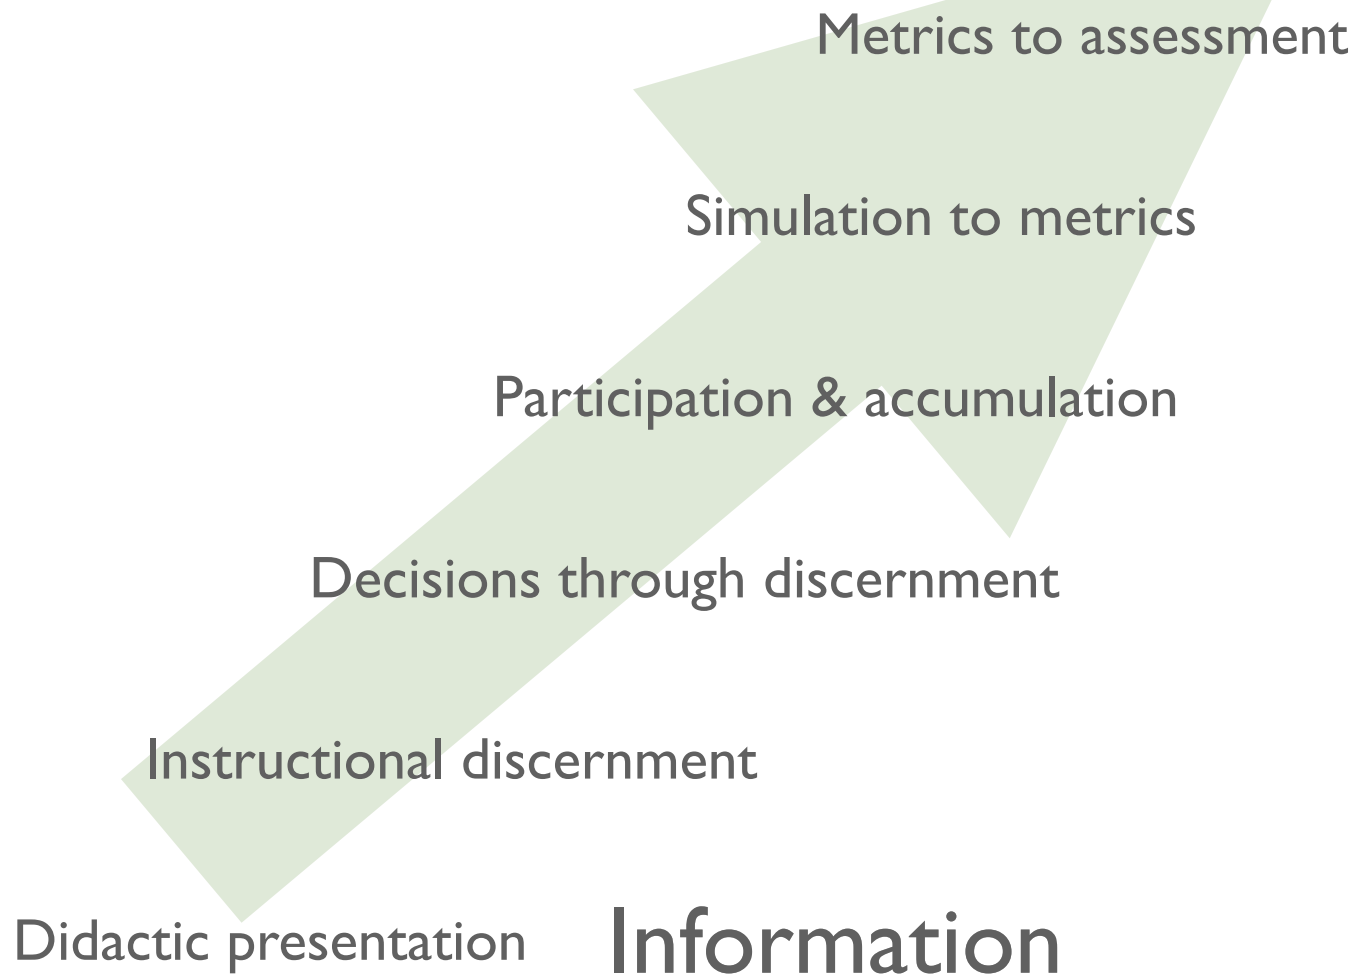 Metrics to assessment
Simulation to metrics
Participation & accumulation
Decisions through discernment
Instructional discernment
Didactic presentation
Information